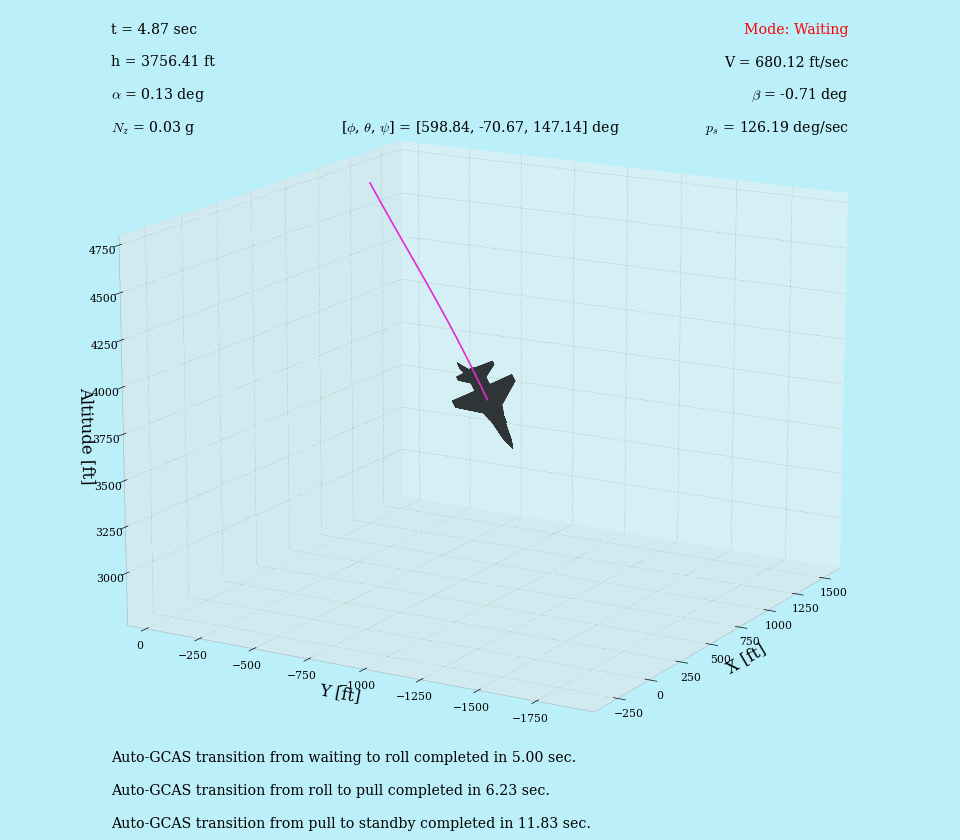 t = 4.87 sec
Mode: Waiting
h = 3756.41 ft
V = 680.12 ft/sec
α = 0.13 deg
β = -0.71 deg
N_z = 0.03 g
[ϕ, θ, ψ] = [598.84, -70.67, 147.14] deg
p_s = 126.19 deg/sec
4750
4500
4250
4000
3750
3500
3250
3000
Altitude [ft]
0
−250
−500
−750
−1000
−1250
−1500
−1750
Y [ft]
−250
0
250
500
750
1000
1250
1500
X [ft]
Auto-GCAS transition from waiting to roll completed in 5.00 sec.
Auto-GCAS transition from roll to pull completed in 6.23 sec.
Auto-GCAS transition from pull to standby completed in 11.83 sec.